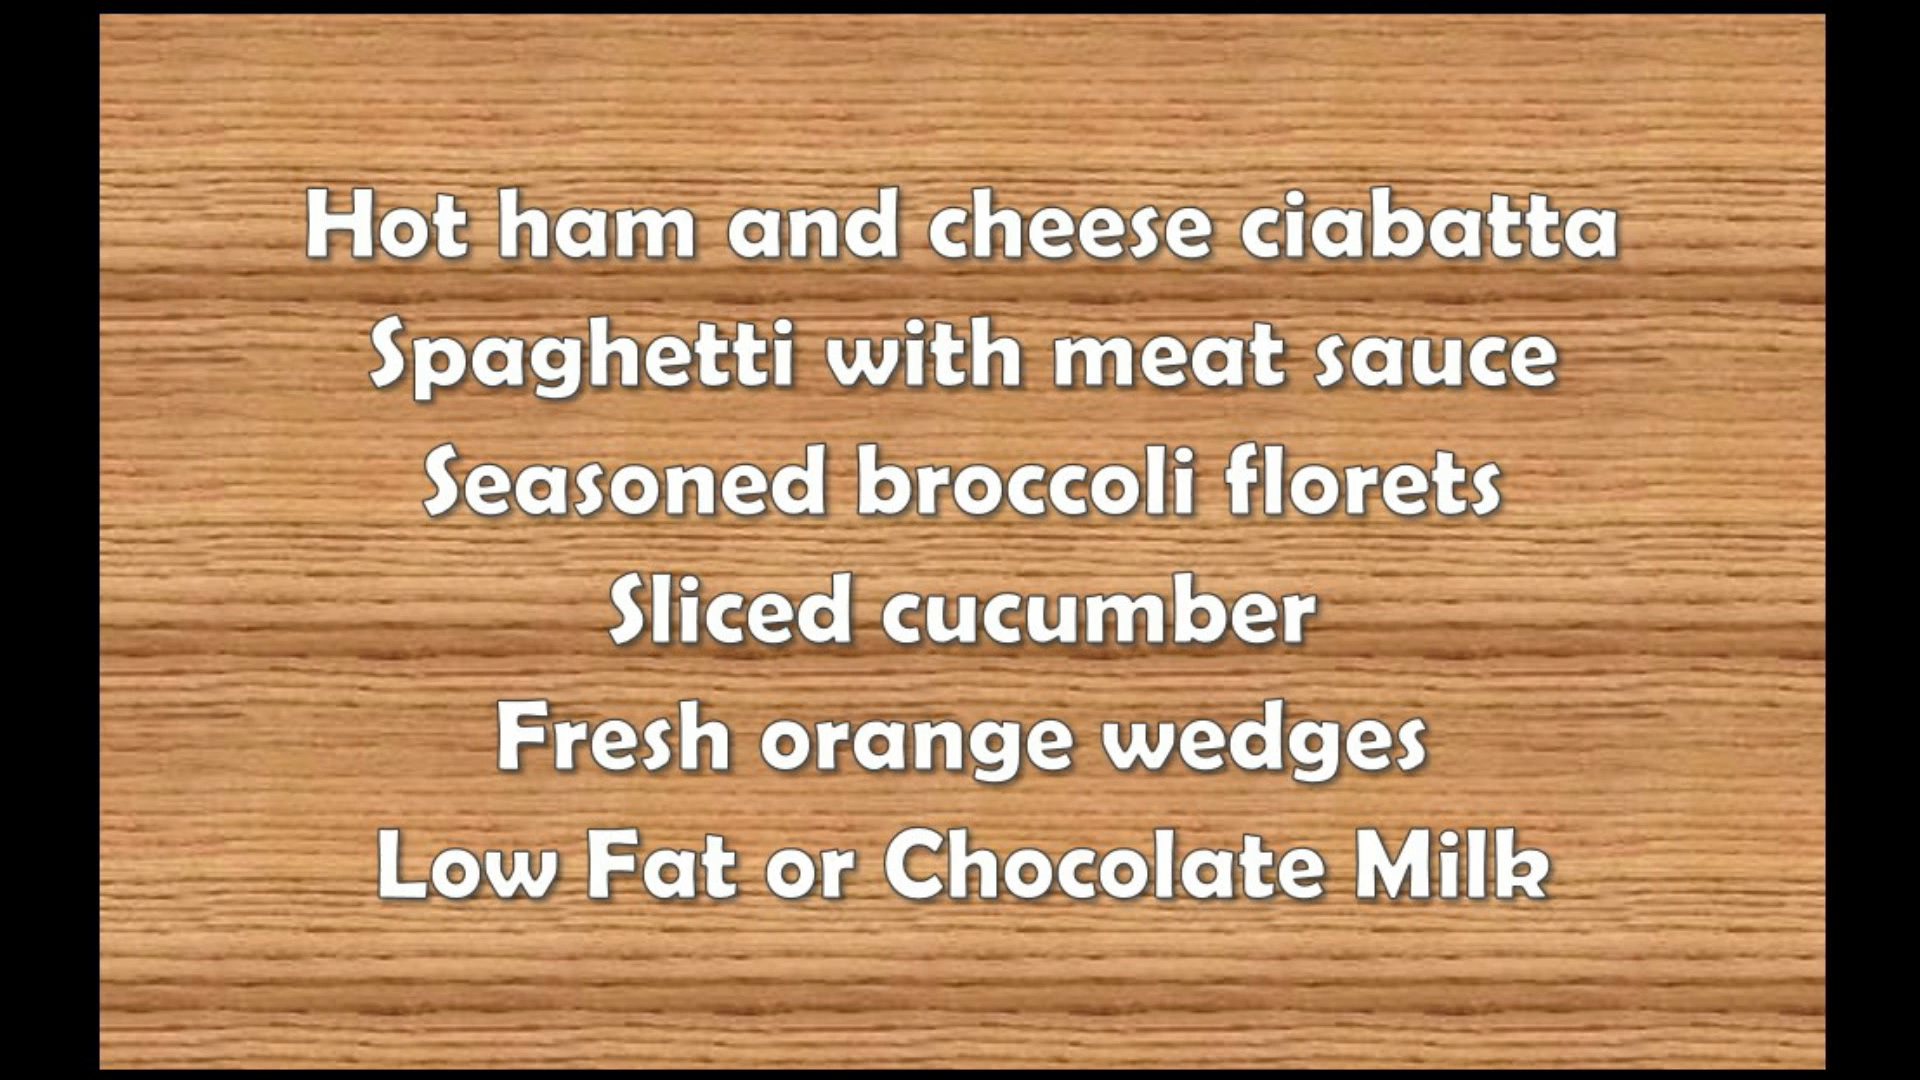 Hot ham and cheese ciabatta
Spaghetti with meat sauce
Seasoned broccoli florets
Sliced cucumber
Fresh orange wedges
Low Fat or Chocolate Milk